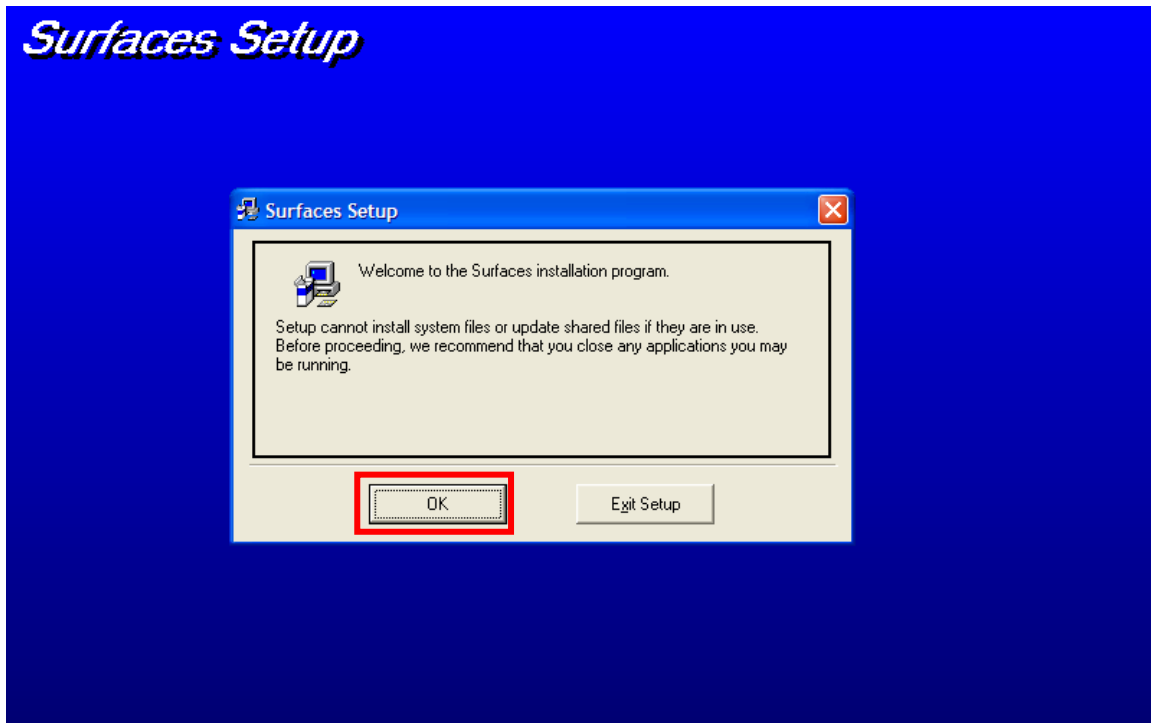 Surfaces Setup
Surfaces Setup
Welcome to the Surfaces installation program.
Setup cannot install system files or update shared files if they are in use.
Before proceeding, we recommend that you close any applications you may
be running.
OK
Exit Setup